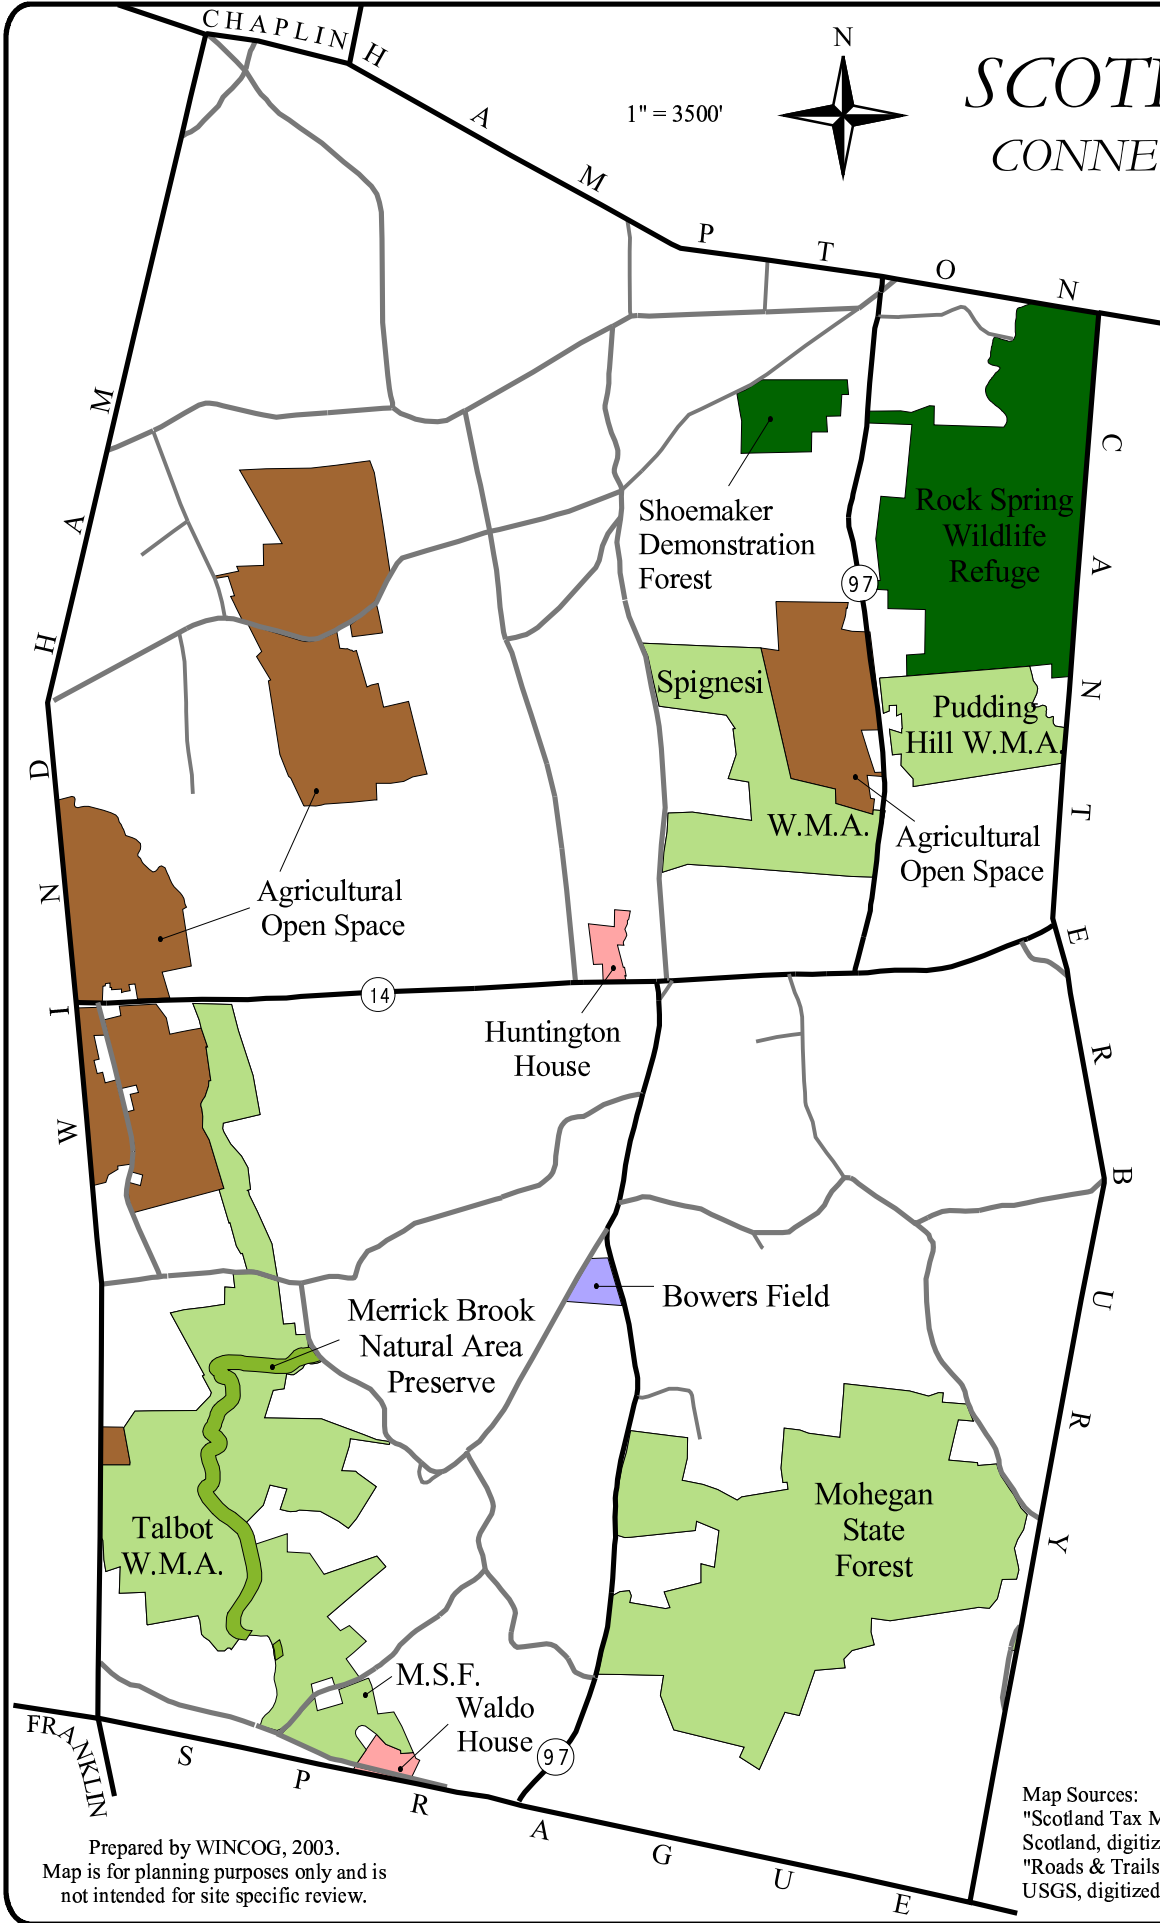 CHAPLIN
HAMPTON
N
1" = 3500'
SCOT
CONNE
WINDHAM
CANTERBURY
Shoemaker
Demonstration
Forest
Rock Spring
Wildlife
Refuge
97
Spignesi
W.M.A.
Pudding
Hill W.M.A.
Agricultural
Open Space
Agricultural
Open Space
14
Huntington
House
Merrick Brook
Natural Area
Preserve
Bowers Field
Talbot
W.M.A.
Mohegan
State
Forest
M.S.F.
Waldo
House
97
FRANKLIN
SPRAGUE
Prepared by WINCOG, 2003.
Map is for planning purposes only and is
not intended for site specific review.
Map Sources:
"Scotland Tax M
Scotland, digitiz
"Roads & Trails
USGS, digitized